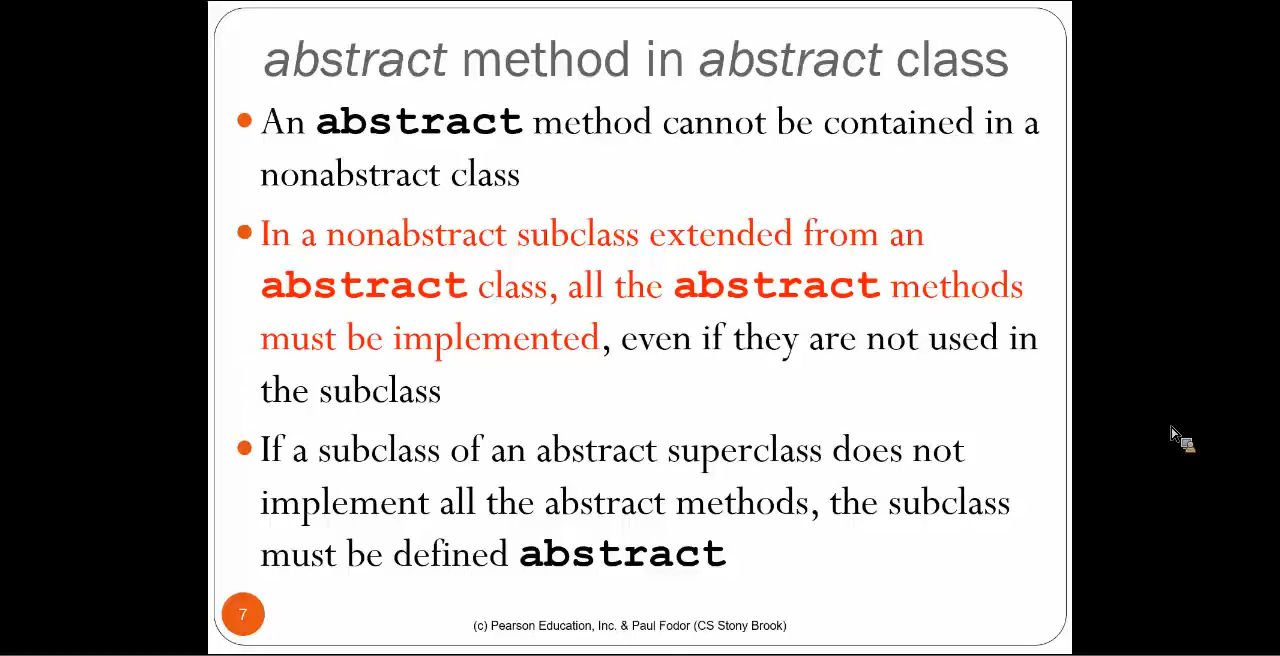 abstract method in abstract class
• An abstract method cannot be contained in a
nonabstract class
• In a nonabstract subclass extended from an
abstract class, all the abstract methods
must be implemented, even if they are not used in
the subclass
• If a subclass of an abstract superclass does not
implement all the abstract methods, the subclass
must be defined abstract
7
(c) Pearson Education, Inc. & Paul Fodor (CS Stony Brook)